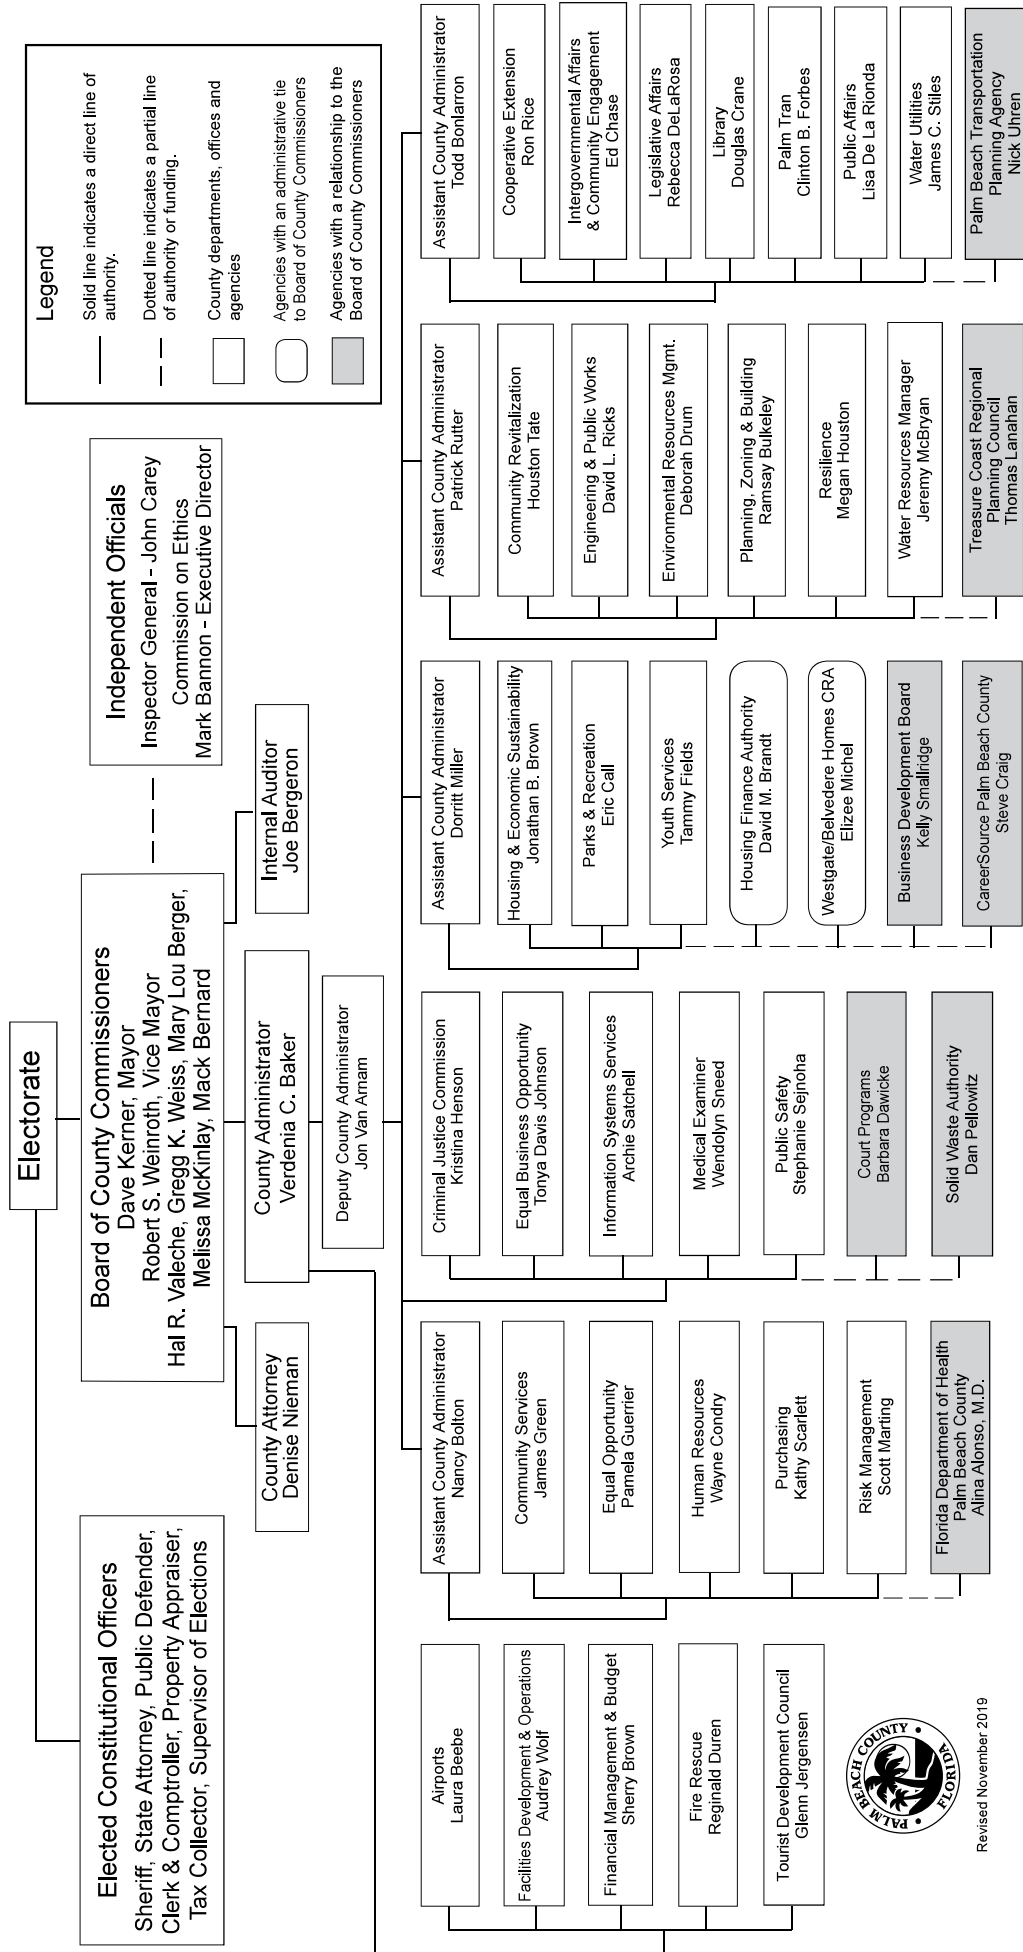 Electorate
Elected Constitutional Officers
Sheriff, State Attorney, Public Defender,
Clerk & Comptroller, Property Appraiser,
Tax Collector, Supervisor of Elections
Board of County Commissioners
Dave Kerner, Mayor
Robert S. Weinroth, Vice Mayor
Hal R. Valeche, Gregg K. Weiss, Mary Lou Berger,
Melissa McKinlay, Mack Bernard
Independent Officials
Inspector General - John Carey
Commission on Ethics
Mark Bannon - Executive Director
Legend
Solid line indicates a direct line of
authority.
Dotted line indicates a partial line
of authority or funding.
County departments, offices and
agencies
Agencies with an administrative tie
to Board of County Commissioners
Agencies with a relationship to the
Board of County Commissioners
County Attorney
Denise Nieman
County Administrator
Verdenia C. Baker
Internal Auditor
Joe Bergeron
Deputy County Administrator
Jon Van Arnam
Airports
Laura Beebe
Facilities Development & Operations
Audrey Wolf
Financial Management & Budget
Sherry Brown
Fire Rescue
Reginald Duren
Tourist Development Council
Glenn Jergensen
Assistant County Administrator
Nancy Bolton
Community Services
James Green
Equal Opportunity
Pamela Guerrier
Human Resources
Wayne Condry
Purchasing
Kathy Scarlett
Risk Management
Scott Marting
Florida Department of Health
Palm Beach County
Alina Alonso, M.D.
Criminal Justice Commission
Kristina Henson
Equal Business Opportunity
Tonya Davis Johnson
Information Systems Services
Archie Satchell
Medical Examiner
Wendolyn Sneed
Public Safety
Stephanie Sejnoha
Court Programs
Barbara Dawicke
Solid Waste Authority
Dan Pellowitz
Assistant County Administrator
Dorritt Miller
Housing & Economic Sustainability
Jonathan B. Brown
Parks & Recreation
Eric Call
Youth Services
Tammy Fields
Housing Finance Authority
David M. Brandt
Westgate/Belvedere Homes CRA
Elizee Michel
Business Development Board
Kelly Smallridge
CareerSource Palm Beach County
Steve Craig
Assistant County Administrator
Patrick Rutter
Community Revitalization
Houston Tate
Engineering & Public Works
David L. Ricks
Environmental Resources Mgmt.
Deborah Drum
Planning, Zoning & Building
Ramsay Bulkeley
Resilience
Megan Houston
Water Resources Manager
Jeremy McBryan
Treasure Coast Regional
Planning Council
Thomas Lanahan
Assistant County Administrator
Todd Bonlarron
Cooperative Extension
Ron Rice
Intergovernmental Affairs
& Community Engagement
Ed Chase
Legislative Affairs
Rebecca DeLaRosa
Library
Douglas Crane
Palm Tran
Clinton B. Forbes
Public Affairs
Lisa De La Rionda
Water Utilities
James C. Stiles
Palm Beach Transportation
Planning Agency
Nick Uhren
PALM BEACH COUNTY
FLORIDA
Revised November 2019